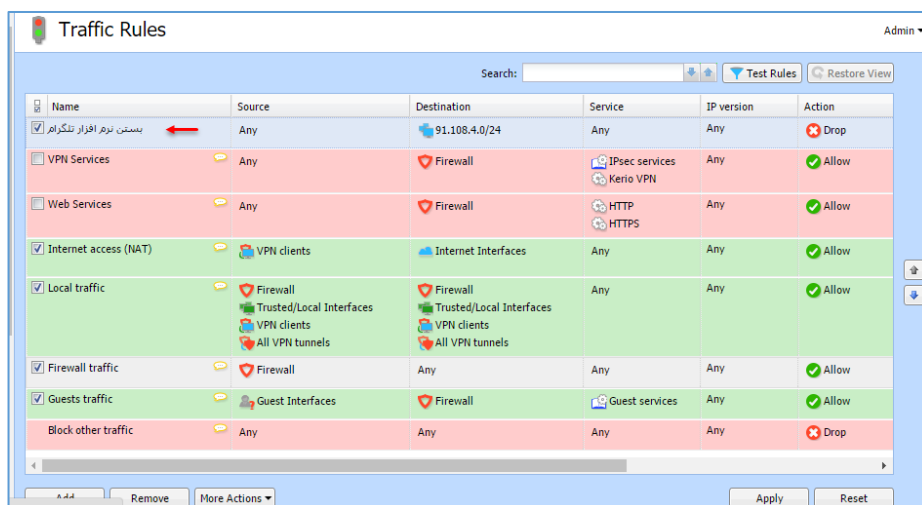 Traffic Rules
Admin
Search:
Test Rules
Restore View
Name Source Destination Service IP version Action
بستن نرم افزار تلگرام Any 91.108.4.0/24 Any Any Drop
VPN Services Any Firewall IPsec services Any Allow
Kerio VPN
Web Services Any Firewall HTTP Any Allow
HTTPS
Internet access (NAT) VPN clients Internet Interfaces Any Any Allow
Local traffic Firewall Firewall Any Any Allow
Trusted/Local Interfaces Trusted/Local Interfaces
VPN clients VPN clients
All VPN tunnels All VPN tunnels
Firewall traffic Firewall Any Any Any Allow
Guests traffic Guest Interfaces Firewall Guest services Any Allow
Block other traffic Any Any Any Any Drop
Add Remove More Actions Apply Reset